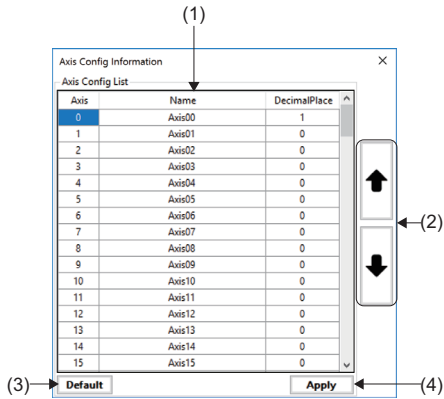 (1)
Axis Config Information
Axis Config List
Axis Name DecimalPlace
0 Axis00 1
1 Axis01 0
2 Axis02 0
3 Axis03 0
4 Axis04 0
5 Axis05 0
6 Axis06 0
7 Axis07 0
8 Axis08 0
9 Axis09 0
10 Axis10 0
11 Axis11 0
12 Axis12 0
13 Axis13 0
14 Axis14 0
15 Axis15 0
(2)
(3) Default Apply (4)